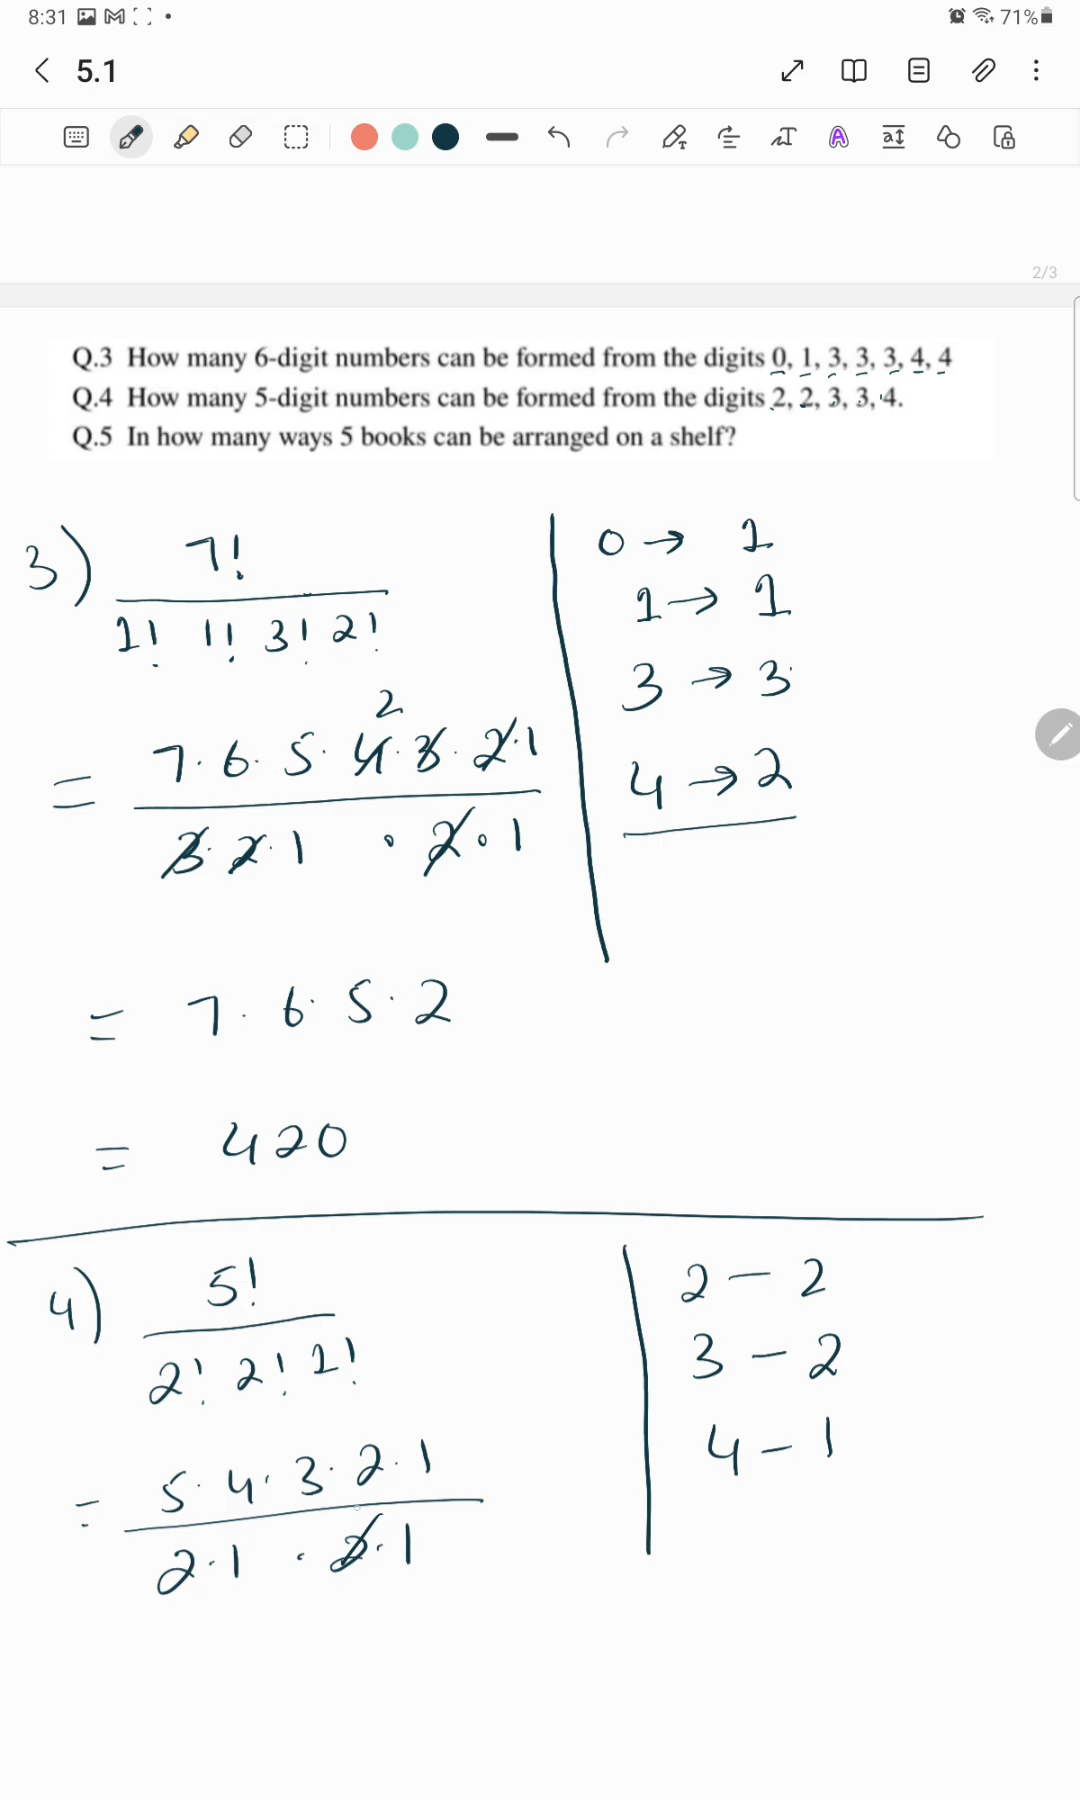 8:31
71%
5.1
2/3
Q.3 How many 6-digit numbers can be formed from the digits 0, 1, 3, 3, 3, 4, 4
Q.4 How many 5-digit numbers can be formed from the digits 2, 2, 3, 3, 4.
Q.5 In how many ways 5 books can be arranged on a shelf?
3) 7!
1! 1! 3! 2!
2
= 7·6·5·4·3·2·1
3·2·1 · 2·1
= 7·6·5·2
= 420
0 → 1
1 → 1
3 → 3
4 → 2
4) 5!
2! 2! 1!
= 5·4·3·2·1
2·1 · 2·1
2 – 2
3 – 2
4 – 1